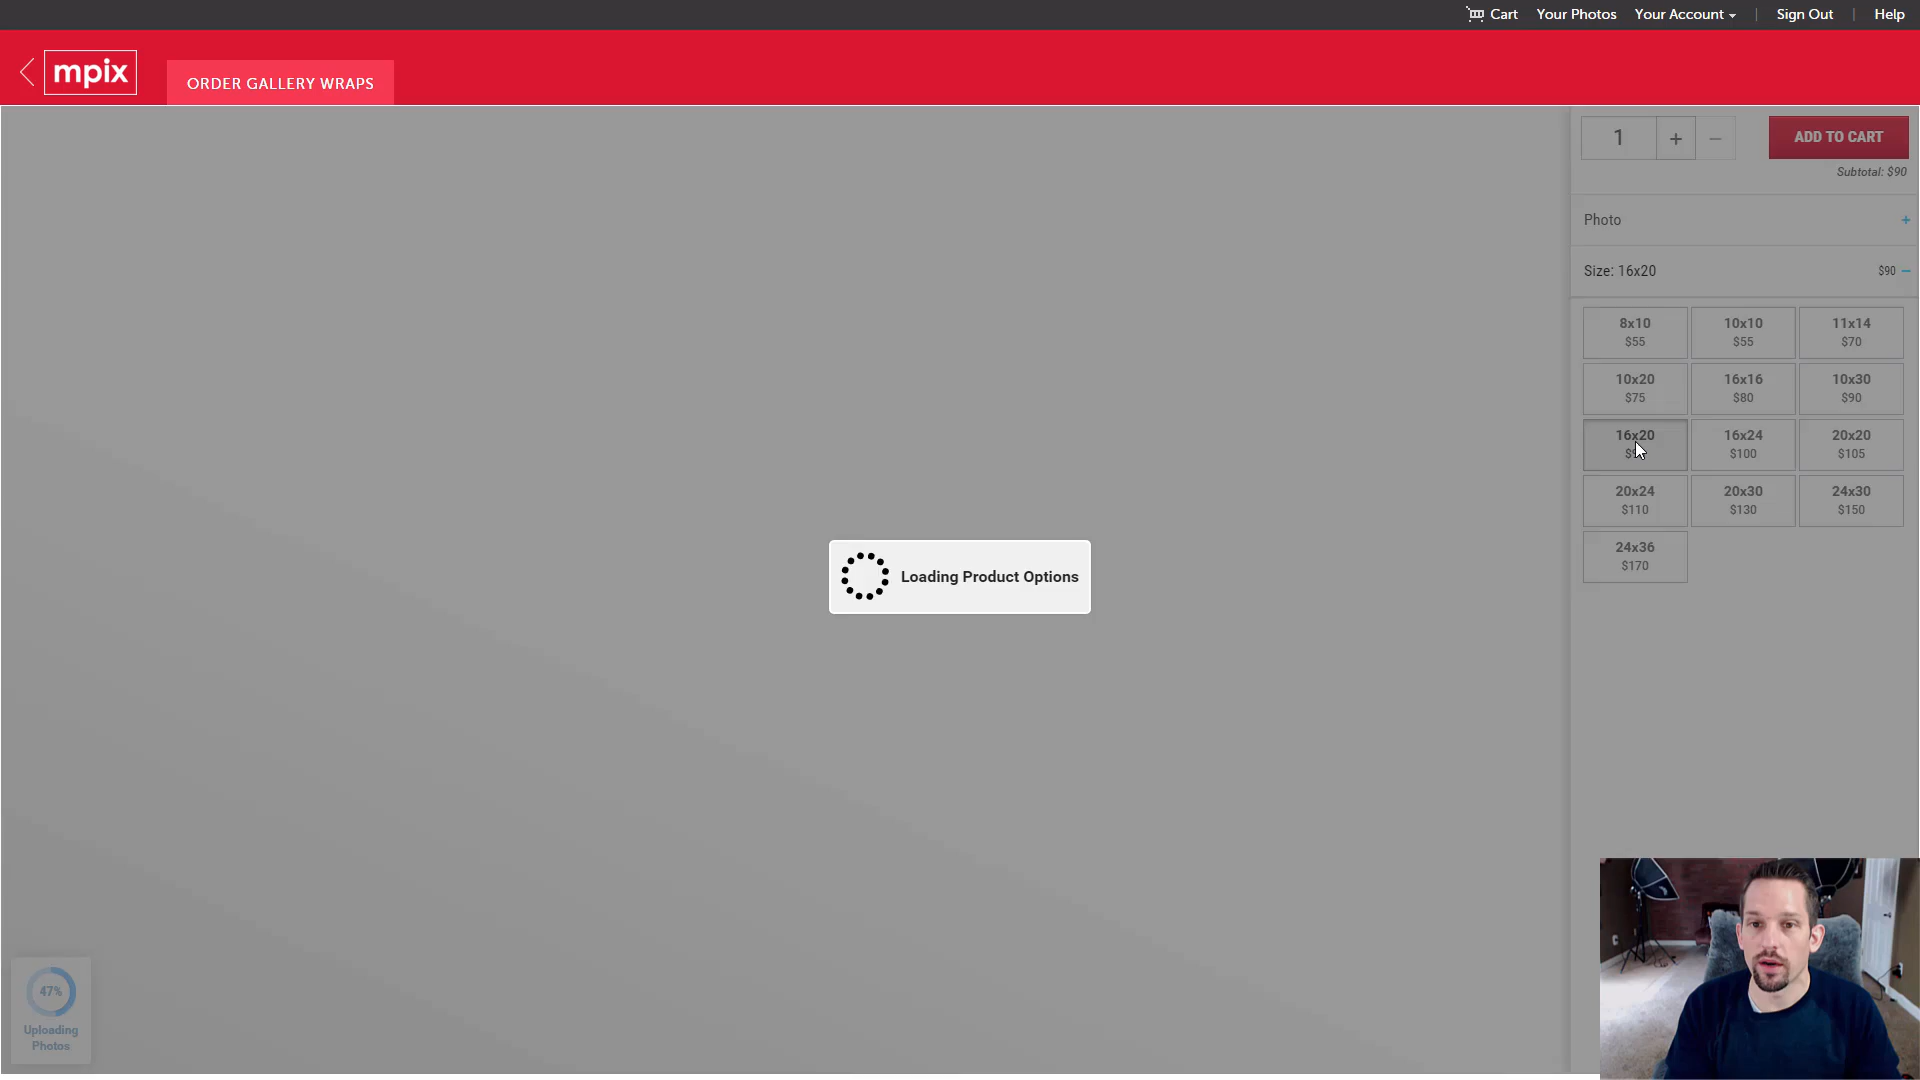 Cart Your Photos Your Account | Sign Out | Help
mpix
ORDER GALLERY WRAPS
1 + − ADD TO CART
Subtotal: $90
Photo +
Size: 16x20 $90 −
8x10 10x10 11x14
$55 $55 $70
10x20 16x16 10x30
$75 $80 $90
16x20 16x24 20x20
$100 $105
20x24 20x30 24x30
$110 $130 $150
24x36
$170
Loading Product Options
47%
Uploading
Photos